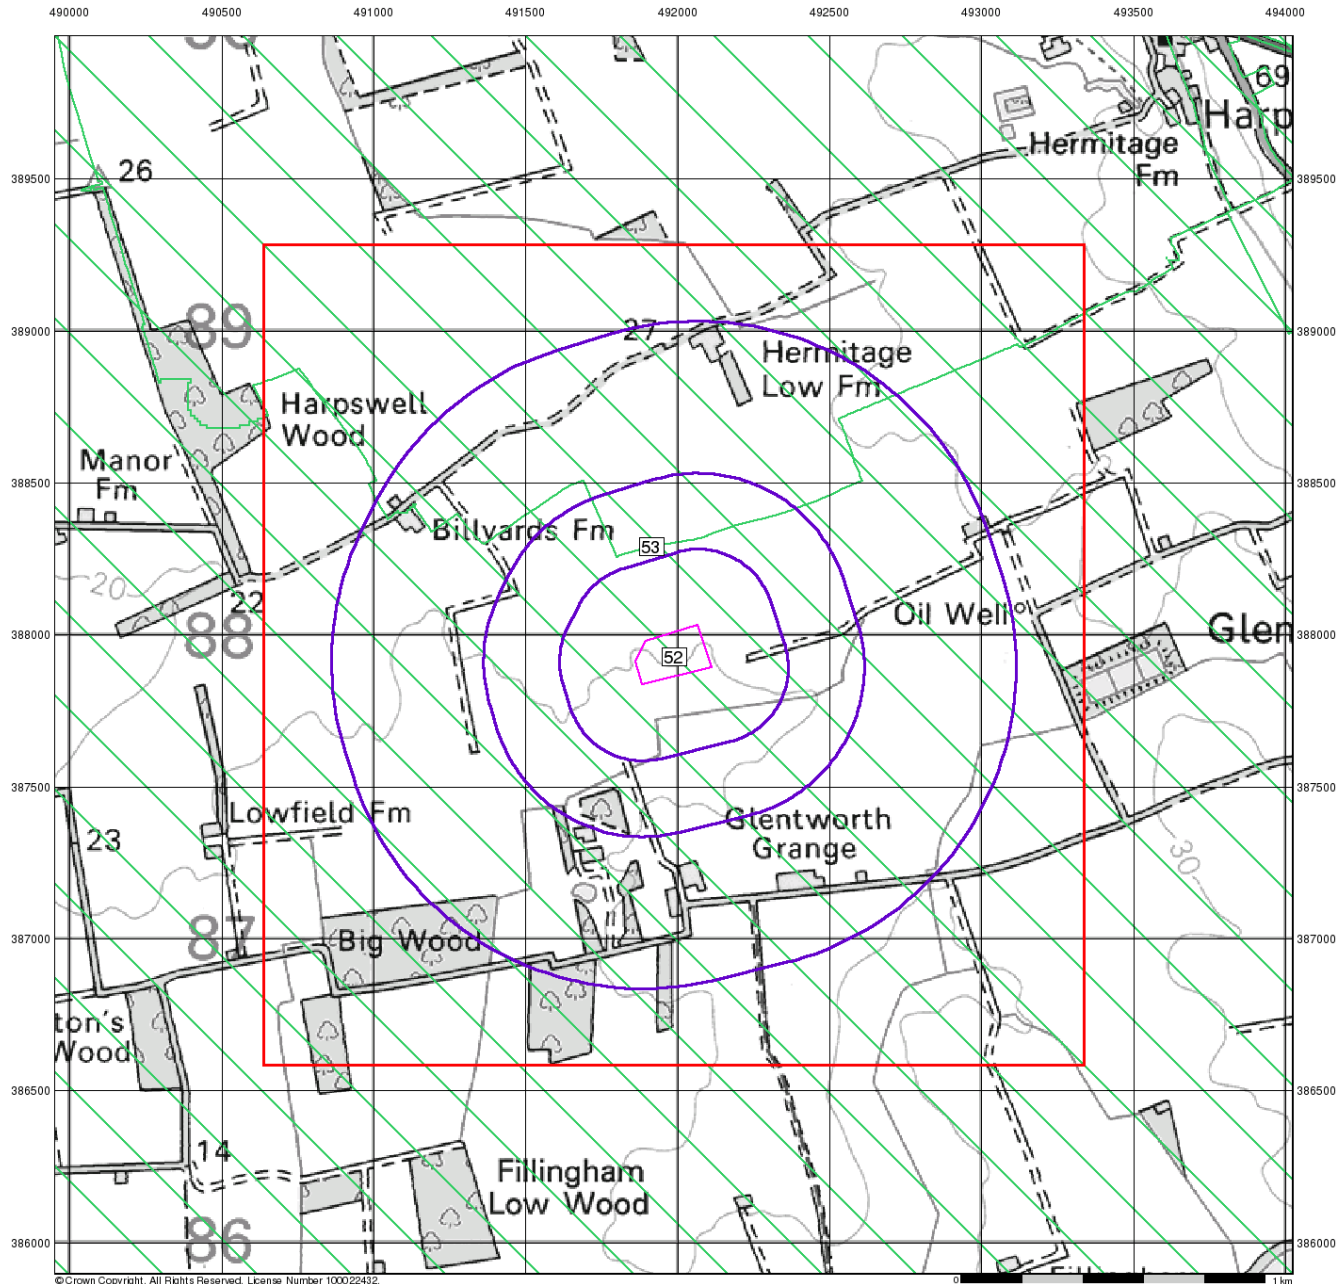 490000 490500 491000 491500 492000 492500 493000 493500 494000
69
Harp
Hermitage
Fm
26
389500 389500
89
27
389000 389000
Hermitage
Low Fm
Harpswell
Wood
Manor
Fm
388500 388500
Billyards Fm
53
20
22
Oil Well
Glen
388000 388000
88
52
387500 387500
Lowfield Fm
Glentworth
Grange
23
30
87
387000 387000
Big Wood
ton's
Wood
386500 386500
14
Fillingham
Low Wood
86
386000 386000
© Crown Copyright. All Rights Reserved. License Number 100022432.
0 1 km